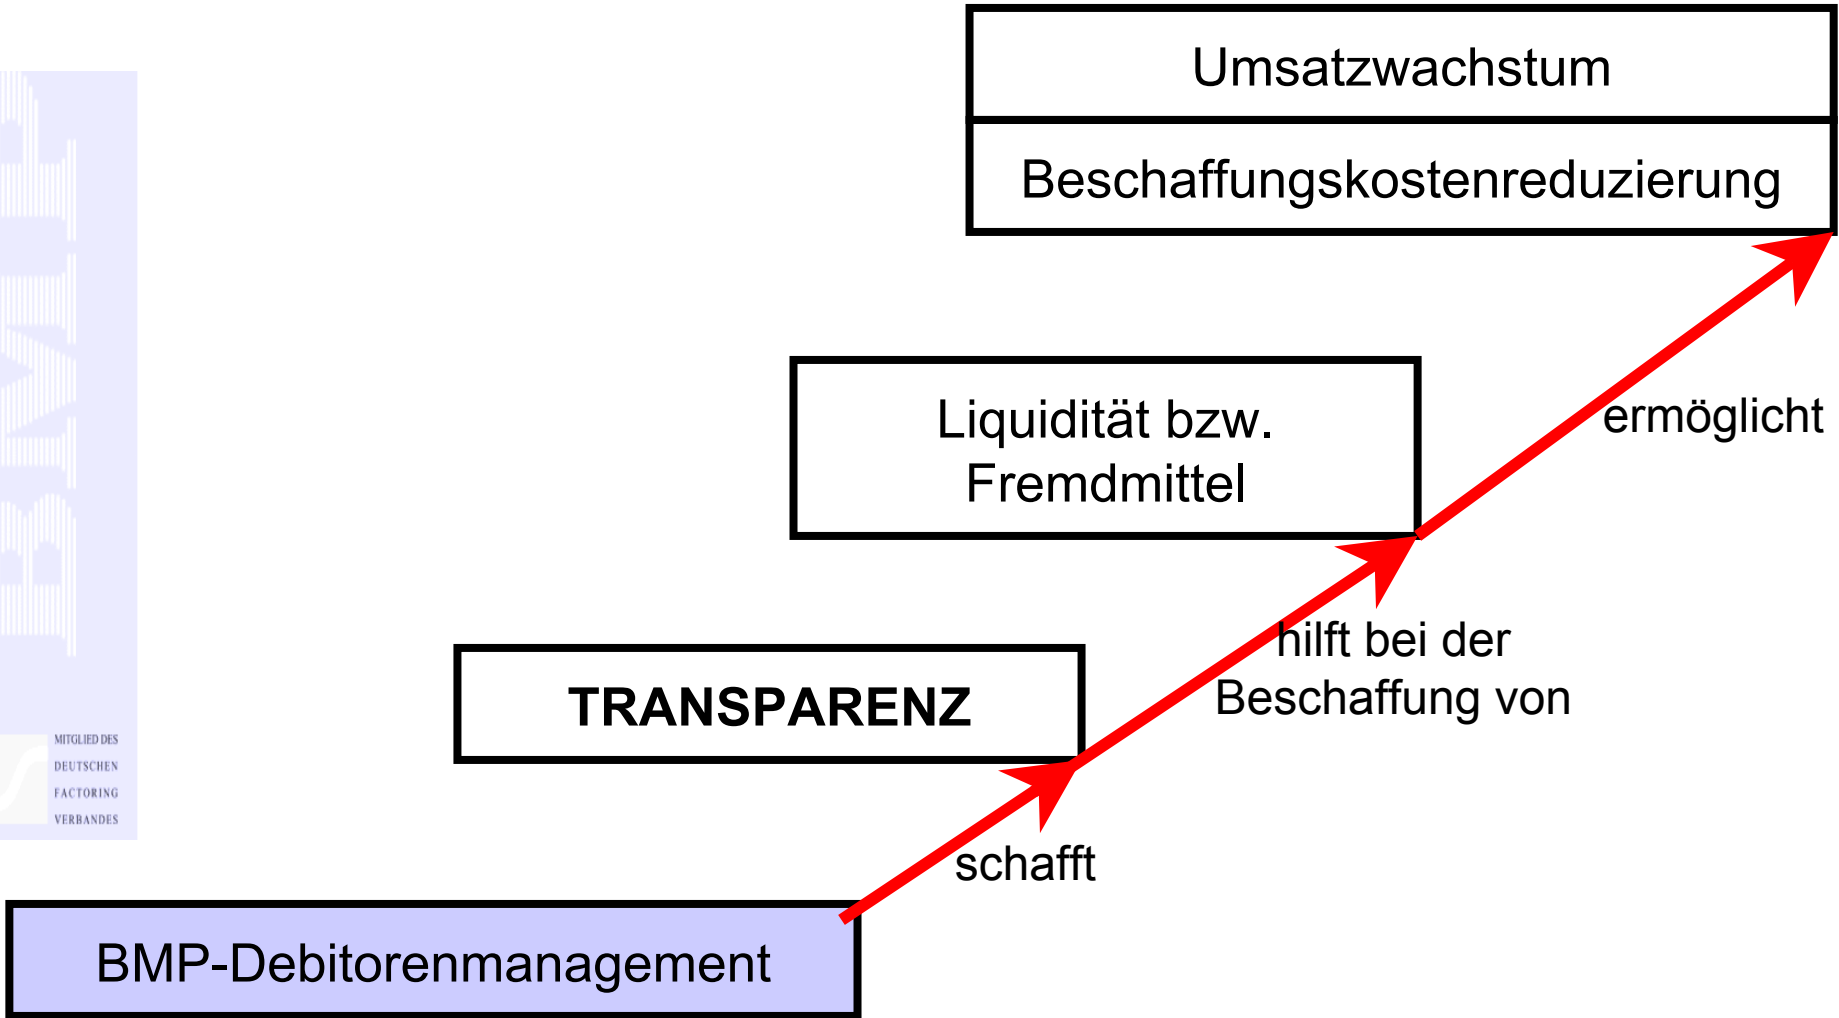 Umsatzwachstum
Beschaffungskostenreduzierung
ermöglicht
Liquidität bzw.
Fremdmittel
hilft bei der
Beschaffung von
TRANSPARENZ
schafft
BMP-Debitorenmanagement
BMP
MITGLIED DES
DEUTSCHEN
FACTORING
VERBANDES